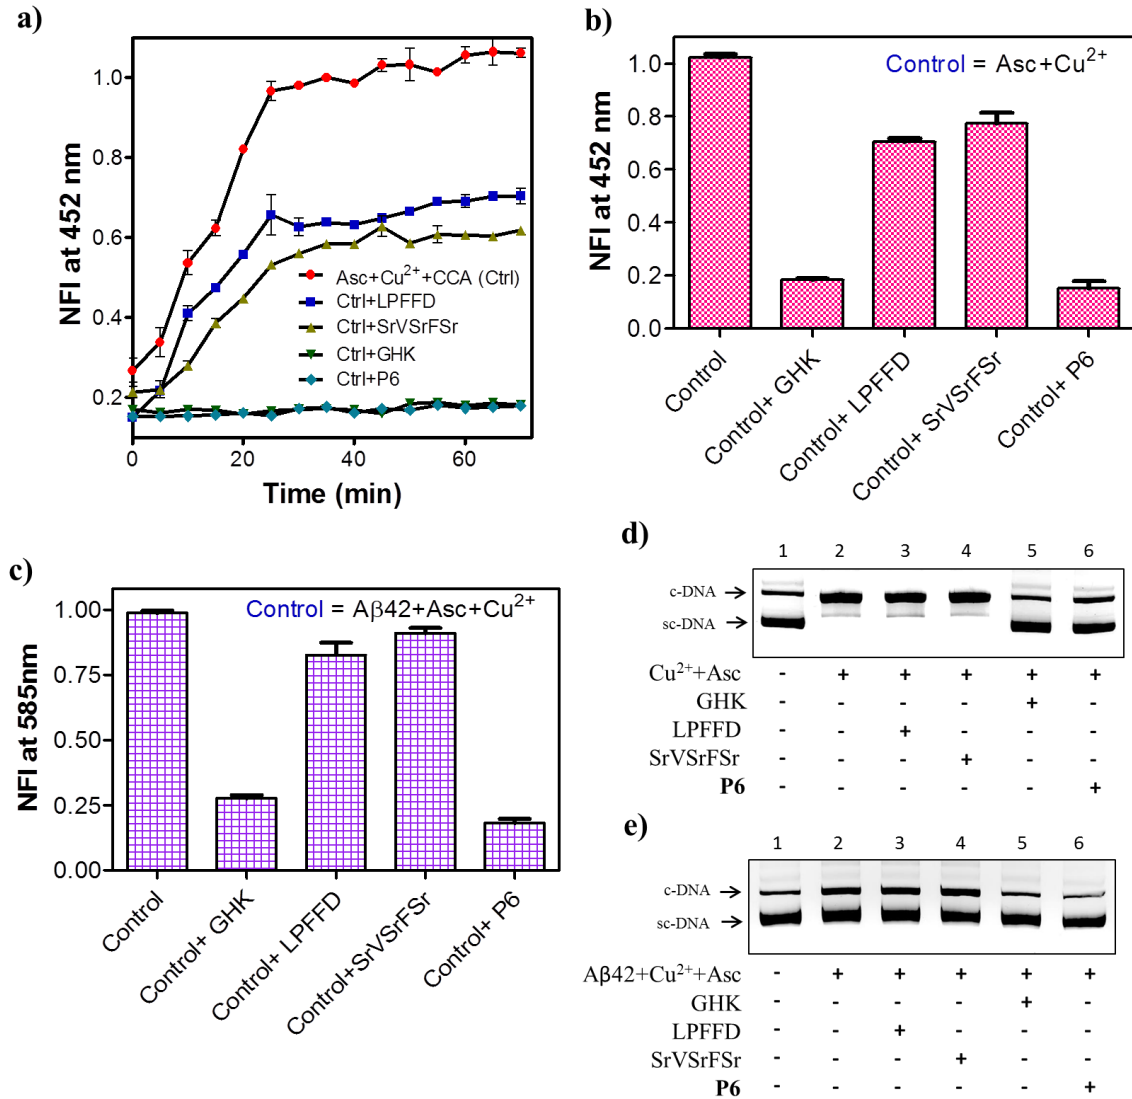 a)
NFI at 452 nm
1.0
0.8
0.6
0.4
0.2
0
20
40
60
Time (min)
Asc+Cu²⁺+CCA (Ctrl)
Ctrl+LPFFD
Ctrl+SrVSrFSr
Ctrl+GHK
Ctrl+P6
b)
NFI at 452 nm
1.0
0.8
0.6
0.4
0.2
0.0
Control = Asc+Cu²⁺
Control
Control+ GHK
Control+ LPFFD
Control+ SrVSrFSr
Control+ P6
c)
NFI at 585nm
1.00
0.75
0.50
0.25
0.00
Control = Aβ42+Asc+Cu²⁺
Control
Control+ GHK
Control+ LPFFD
Control+SrVSrFSr
Control+ P6
d)
1 2 3 4 5 6
c-DNA
sc-DNA
Cu²⁺+Asc - + + + + +
GHK - - - - + -
LPFFD - - + - - -
SrVSrFSr - - - + - -
P6 - - - - - +
e)
1 2 3 4 5 6
c-DNA
sc-DNA
Aβ42+Cu²⁺+Asc - + + + + +
GHK - - - - + -
LPFFD - - + - - -
SrVSrFSr - - - + - -
P6 - - - - - +